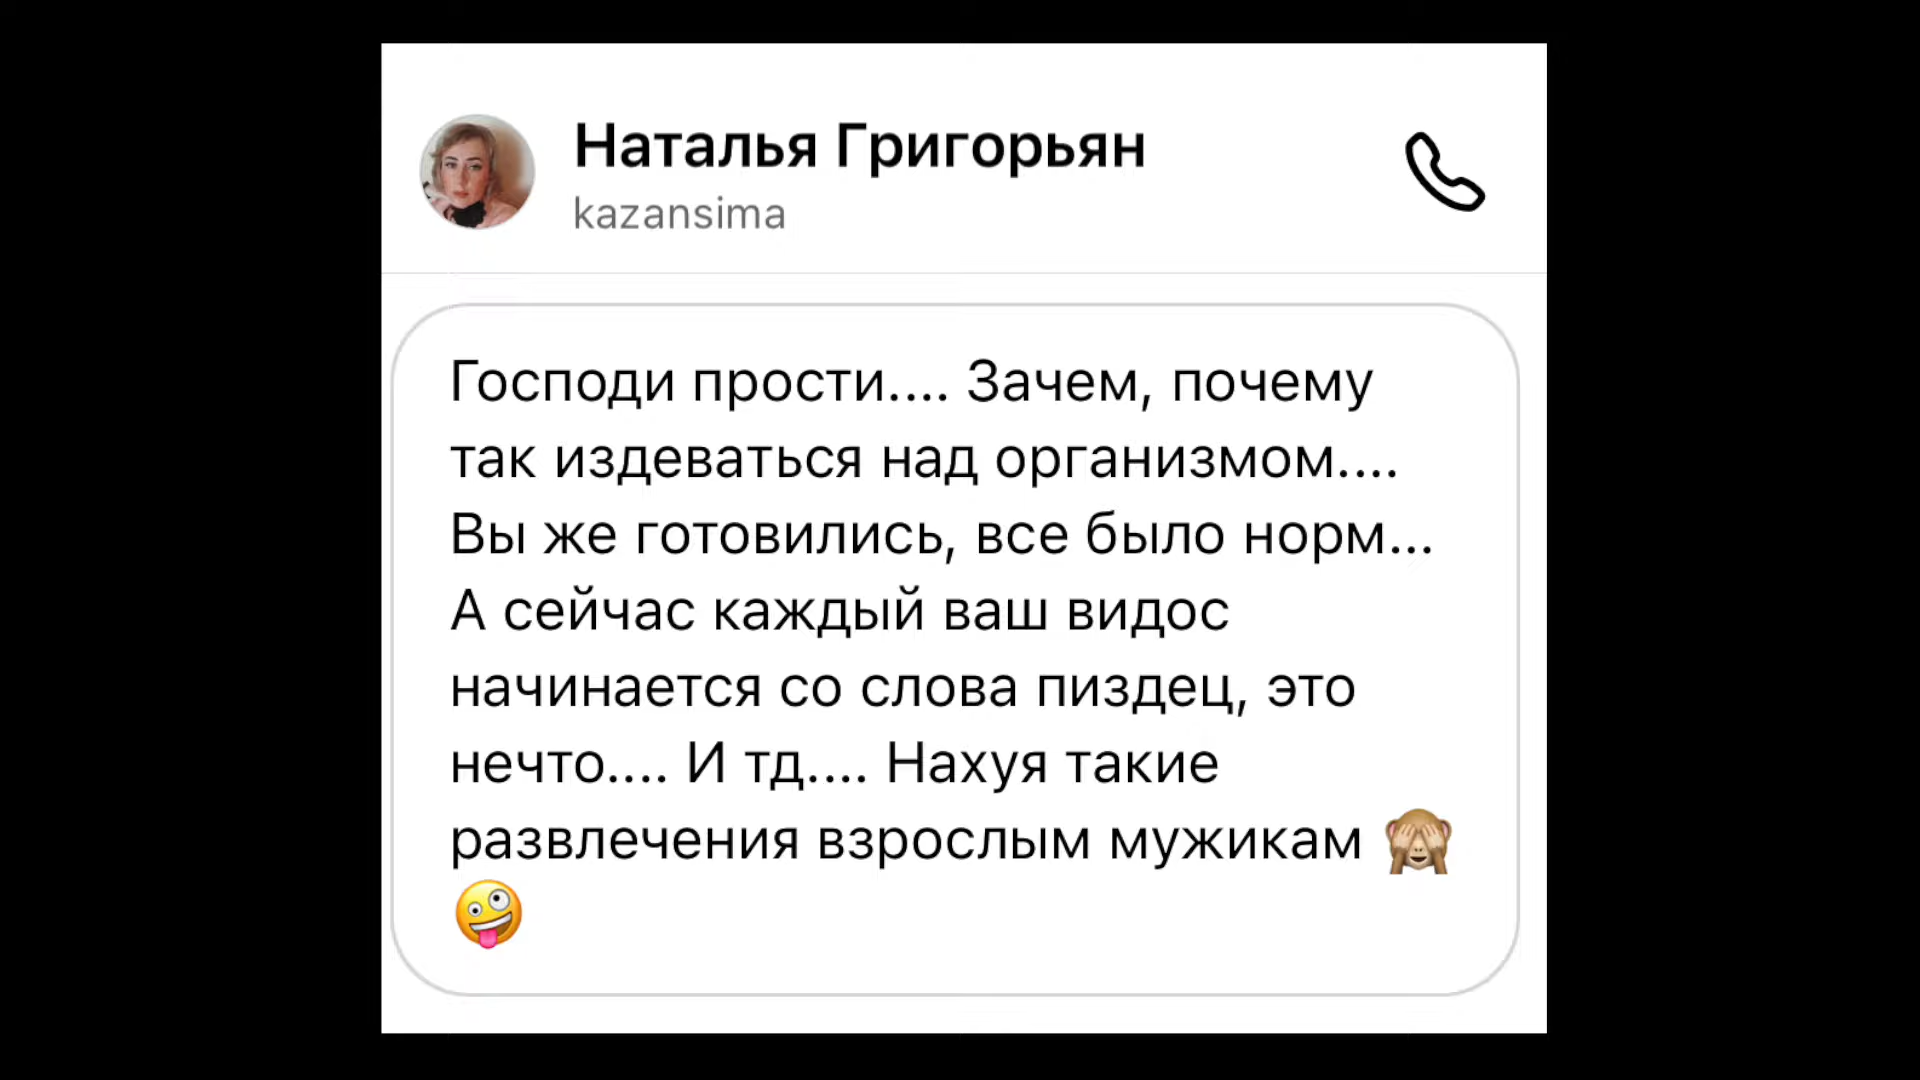 Наталья Григорьян
kazansima
Господи прости.... Зачем, почему
так издеваться над организмом....
Вы же готовились, все было норм...
А сейчас каждый ваш видос
начинается со слова пиздец, это
нечто.... И тд.... Нахуя такие
развлечения взрослым мужикам 🙈
🤪